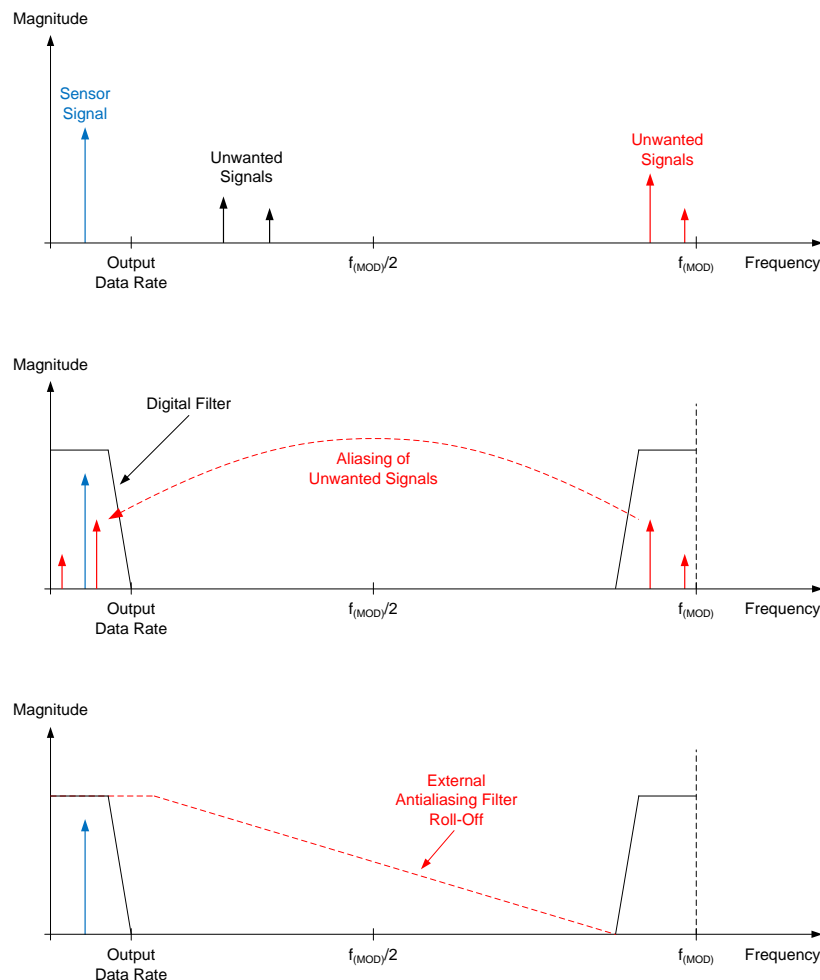 Magnitude
Sensor
Signal
Unwanted
Signals
Unwanted
Signals
Output
Data Rate
f(MOD)/2
f(MOD)
Frequency
Magnitude
Digital Filter
Aliasing of
Unwanted Signals
Output
Data Rate
f(MOD)/2
f(MOD)
Frequency
Magnitude
External
Antialiasing Filter
Roll-Off
Output
Data Rate
f(MOD)/2
f(MOD)
Frequency